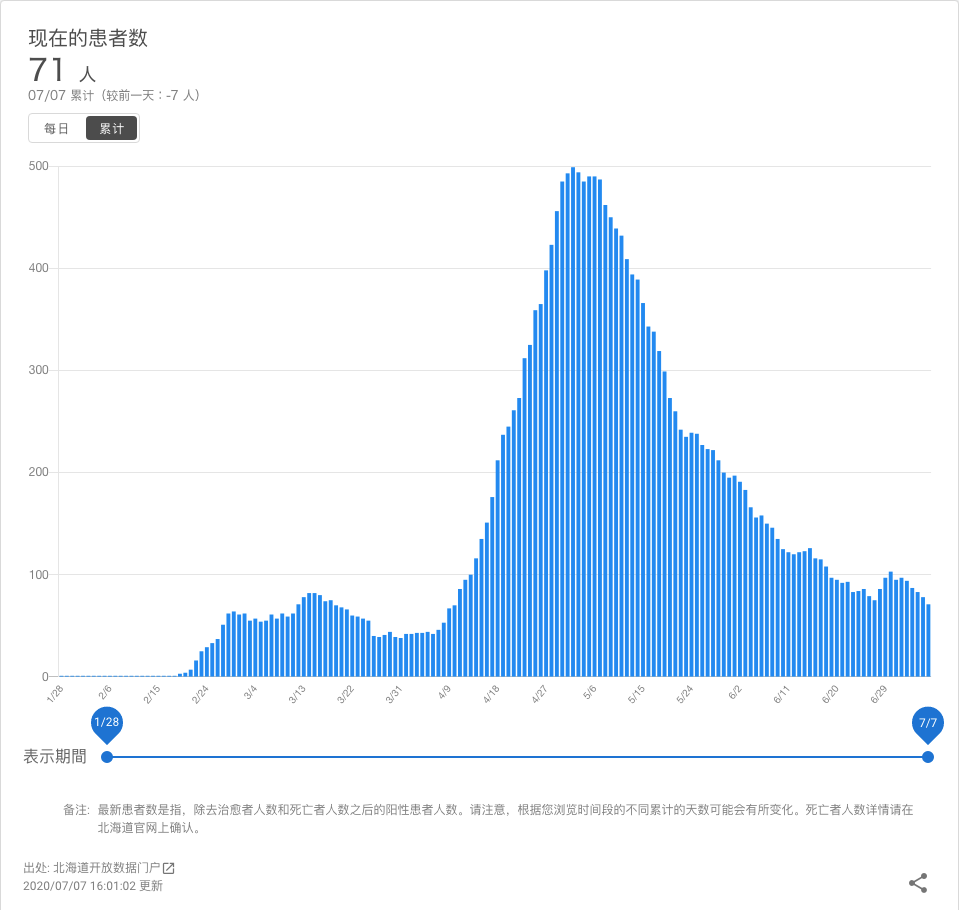 现在的患者数
71 人
07/07 累计（较前一天：-7 人）
每日 累计
500
400
300
200
100
0
1/28 2/6 2/15 2/24 3/4 3/13 3/22 3/31 4/9 4/18 4/27 5/6 5/15 5/24 6/2 6/11 6/20 6/29
1/28 7/7
表示期間
备注: 最新患者数是指，除去治愈者人数和死亡者人数之后的阳性患者人数。请注意，根据您浏览时间段的不同累计的天数可能会有所变化。死亡者人数详情请在
北海道官网上确认。
出处: 北海道开放数据门户
2020/07/07 16:01:02 更新